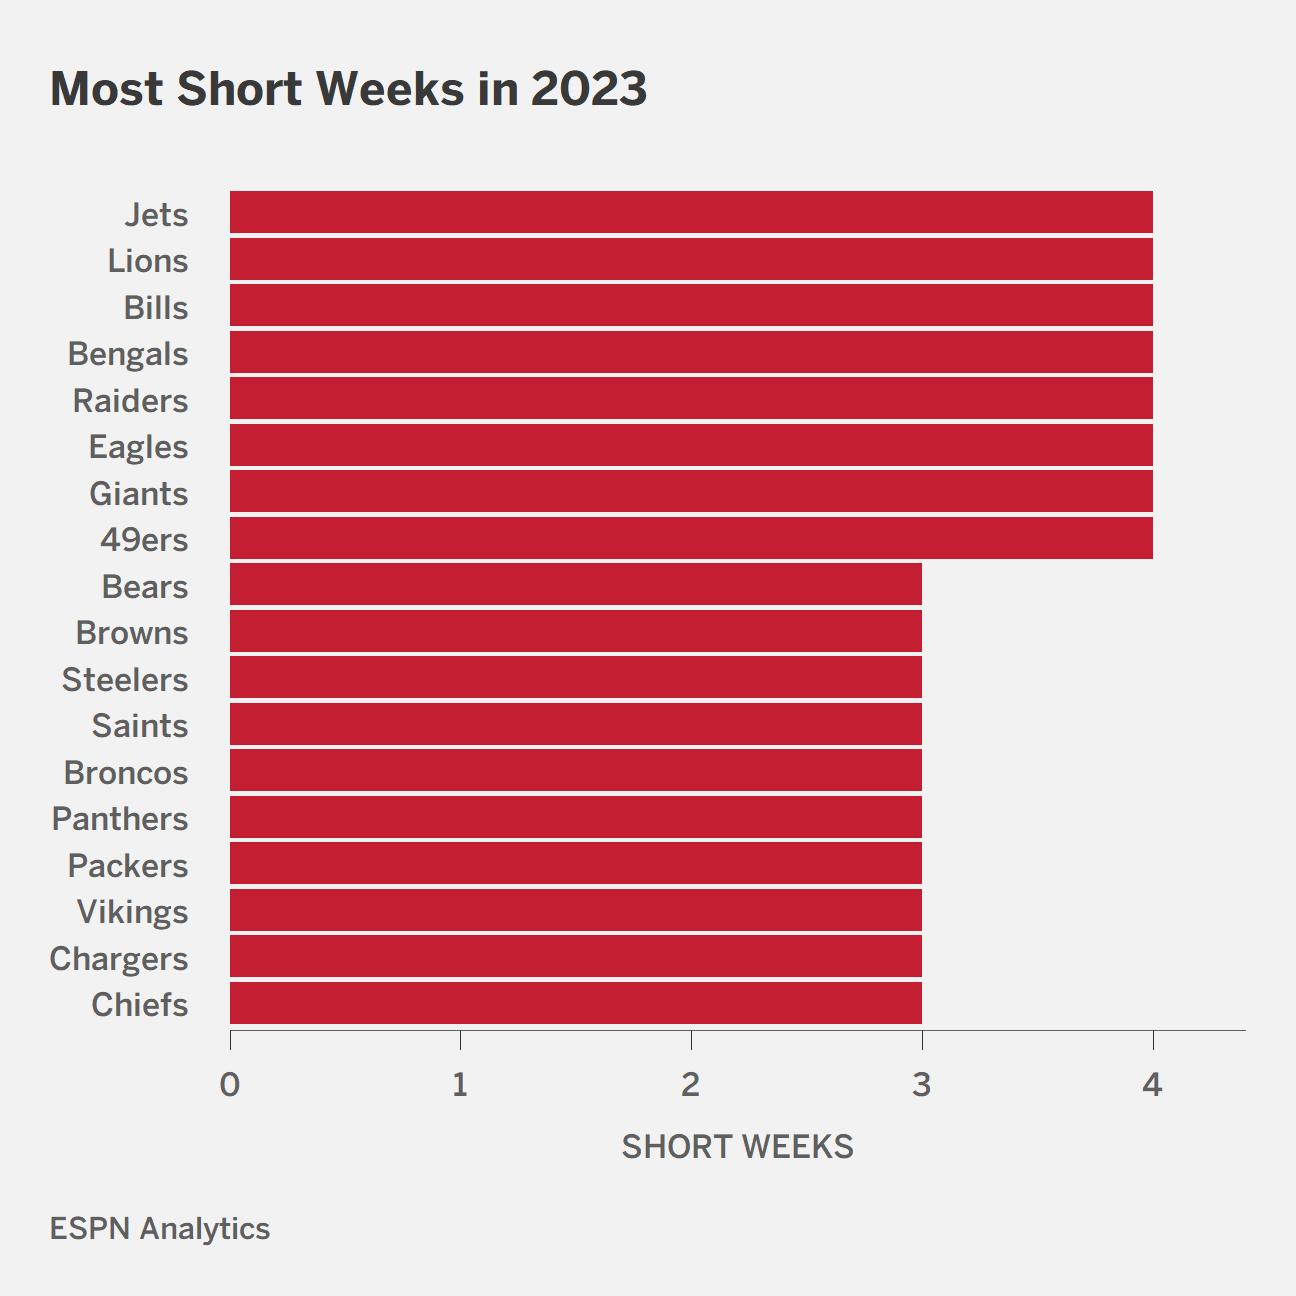 Most Short Weeks in 2023
Jets
Lions
Bills
Bengals
Raiders
Eagles
Giants
49ers
Bears
Browns
Steelers
Saints
Broncos
Panthers
Packers
Vikings
Chargers
Chiefs
0 1 2 3 4
SHORT WEEKS
ESPN Analytics